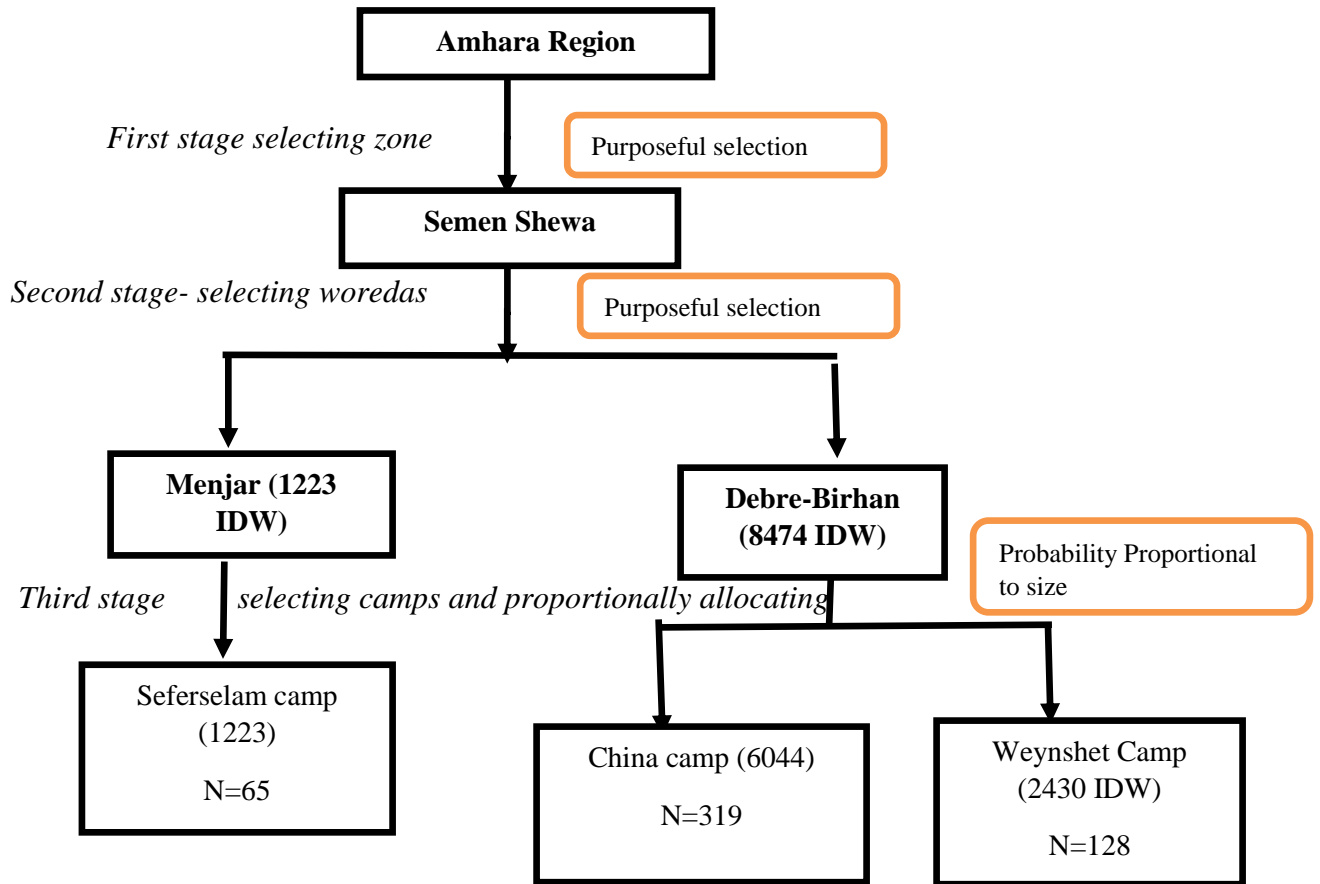 Amhara Region
First stage selecting zone
Purposeful selection
Semen Shewa
Second stage- selecting woredas
Purposeful selection
Menjar (1223
IDW)
Debre-Birhan
(8474 IDW)
Probability Proportional
to size
Third stage selecting camps and proportionally allocating
Seferselam camp
(1223)
N=65
China camp (6044)
N=319
Weynshet Camp
(2430 IDW)
N=128